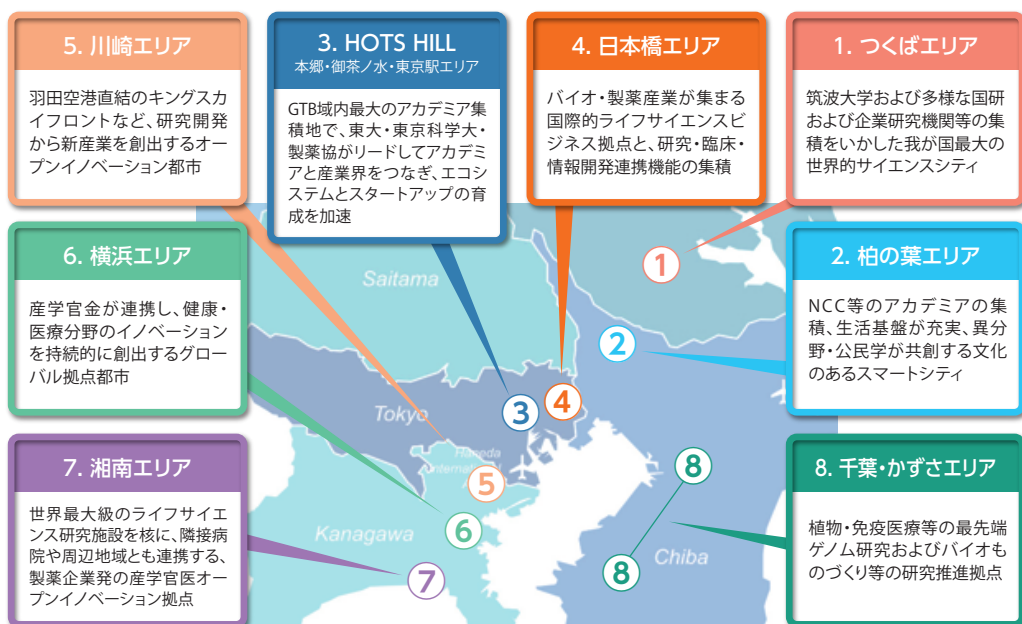 5. 川崎エリア
羽田空港直結のキングスカ
イフロントなど、研究開発
から新産業を創出するオー
プンイノベーション都市
3. HOTS HILL
本郷・御茶ノ水・東京駅エリア
GTB域内最大のアカデミア集
積地で、東大・東京科学大・
製薬協がリードしてアカデミ
アと産業界をつなぎ、エコシ
ステムとスタートアップの育
成を加速
4. 日本橋エリア
バイオ・製薬産業が集まる
国際的ライフサイエンスビ
ジネス拠点と、研究・臨床・
情報開発連携機能の集積
1. つくばエリア
筑波大学および多様な国研
および企業研究機関等の集
積をいかした我が国最大の
世界的サイエンスシティ
6. 横浜エリア
産学官金が連携し、健康・
医療分野のイノベーション
を持続的に創出するグロー
バル拠点都市
2. 柏の葉エリア
NCC等のアカデミアの集
積、生活基盤が充実、異分
野・公民学が共創する文化
のあるスマートシティ
7. 湘南エリア
世界最大級のライフサイエ
ンス研究施設を核に、隣接病
院や周辺地域とも連携する、
製薬企業発の産学官医オー
プンイノベーション拠点
8. 千葉・かずさエリア
植物・免疫医療等の最先端
ゲノム研究およびバイオも
のづくり等の研究推進拠点
Saitama
1
2
Tokyo
3
4
Haneda
International
5
8
Kanagawa
6
Chiba
7
8